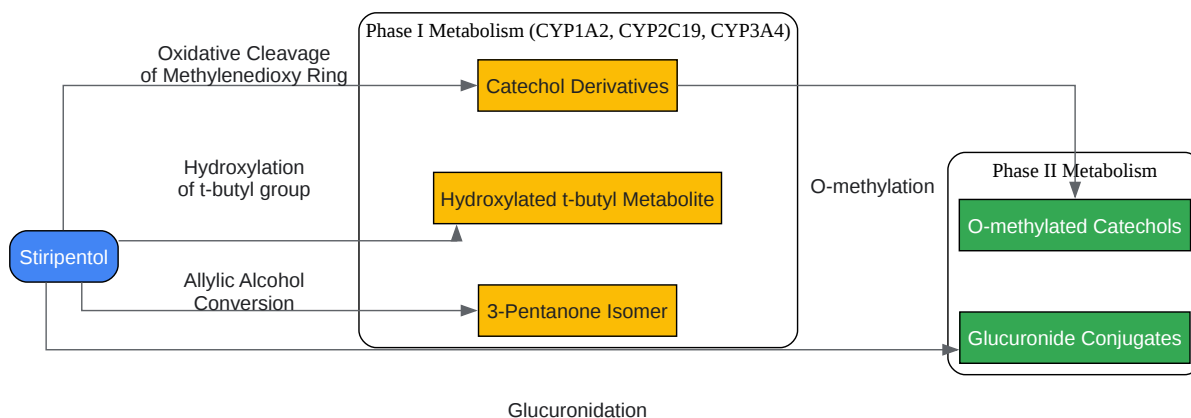 Phase I Metabolism (CYP1A2, CYP2C19, CYP3A4)
Oxidative Cleavage
of Methylenedioxy Ring
Catechol Derivatives
Hydroxylation
of t-butyl group
Hydroxylated t-butyl Metabolite
O-methylation
Phase II Metabolism
O-methylated Catechols
Stiripentol
Allylic Alcohol
Conversion
3-Pentanone Isomer
Glucuronide Conjugates
Glucuronidation